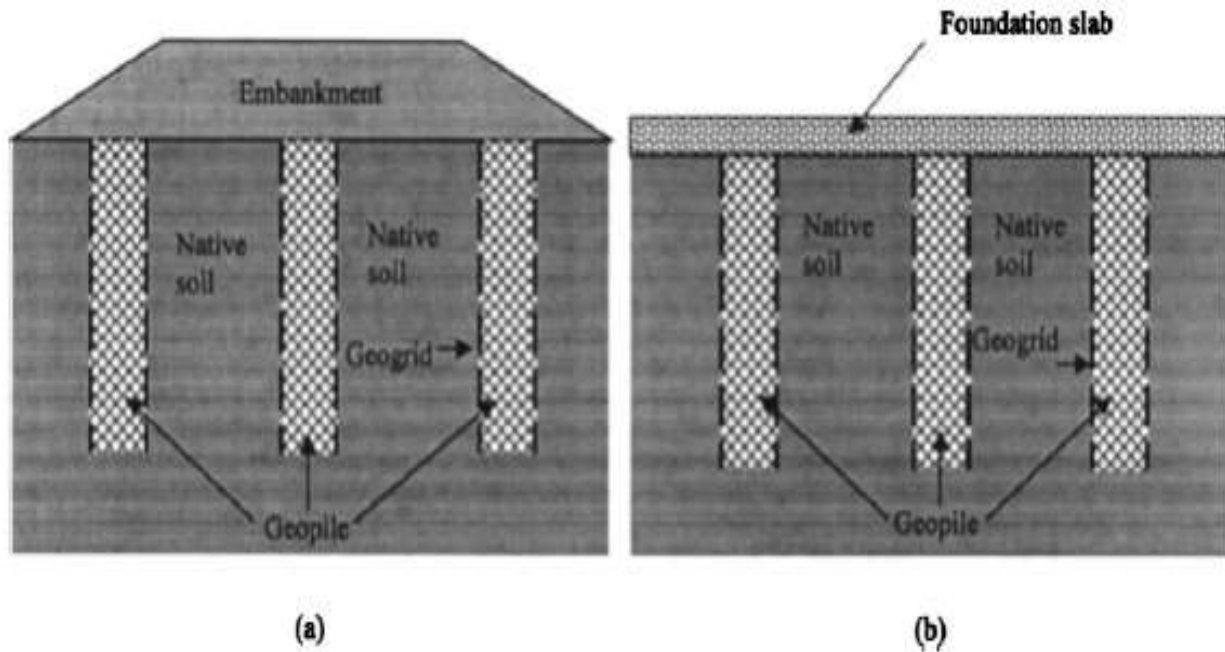 Foundation slab
Embankment
Native
soil
Native
soil
Geogrid
Geopile
(a)
Native
soil
Native
soil
Geogrid
Geopile
(b)